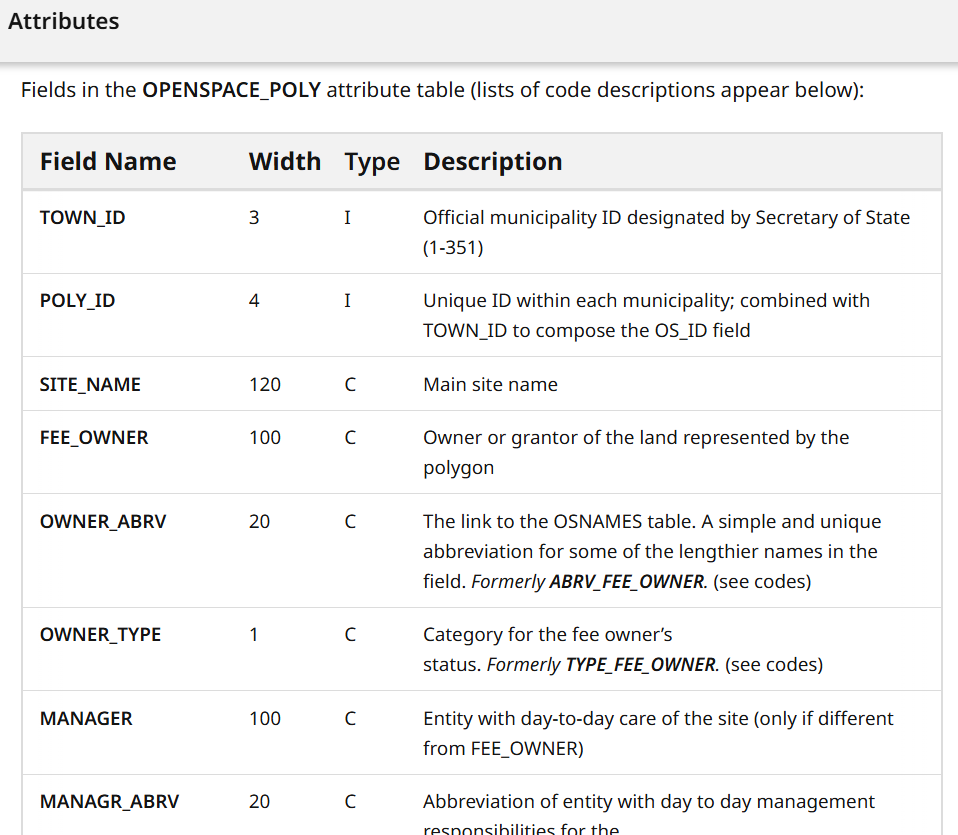 Attributes
Fields in the OPENSPACE_POLY attribute table (lists of code descriptions appear below):
Field Name Width Type Description
TOWN_ID 3 I Official municipality ID designated by Secretary of State
(1-351)
POLY_ID 4 I Unique ID within each municipality; combined with
TOWN_ID to compose the OS_ID field
SITE_NAME 120 C Main site name
FEE_OWNER 100 C Owner or grantor of the land represented by the
polygon
OWNER_ABRV 20 C The link to the OSNAMES table. A simple and unique
abbreviation for some of the lengthier names in the
field. Formerly ABRV_FEE_OWNER. (see codes)
OWNER_TYPE 1 C Category for the fee owner’s
status. Formerly TYPE_FEE_OWNER. (see codes)
MANAGER 100 C Entity with day-to-day care of the site (only if different
from FEE_OWNER)
MANAGR_ABRV 20 C Abbreviation of entity with day to day management
responsibilities for the